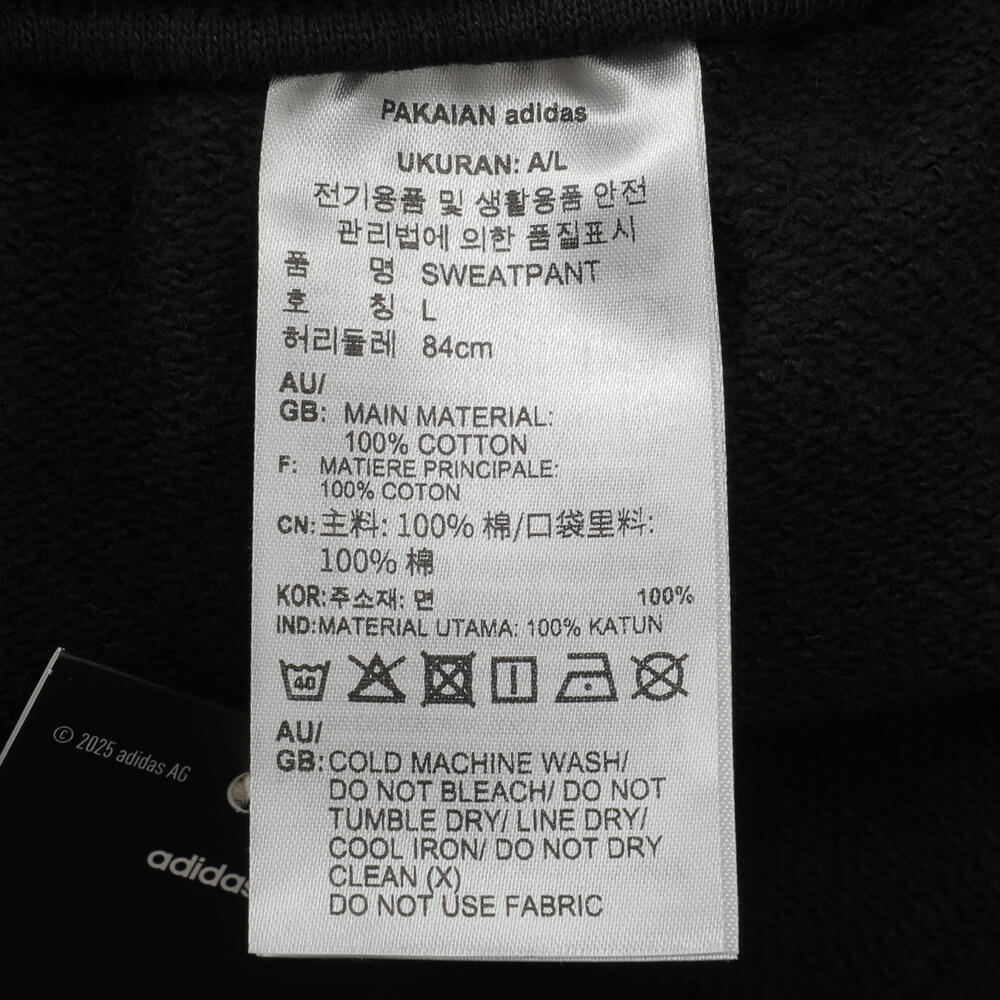 PAKAIAN adidas
UKURAN: A/L
전기용품 및 생활용품 안전
관리법에 의한 품질표시
품 명 SWEATPANT
호 칭 L
허리둘레 84cm
AU/
GB: MAIN MATERIAL:
100% COTTON
F: MATIERE PRINCIPALE:
100% COTON
CN: 主料: 100% 棉/口袋里料:
100% 棉
KOR:주소재: 면 100%
IND:MATERIAL UTAMA: 100% KATUN
40
AU/
GB: COLD MACHINE WASH/
DO NOT BLEACH/ DO NOT
TUMBLE DRY/ LINE DRY/
COOL IRON/ DO NOT DRY
CLEAN (X)
DO NOT USE FABRIC
© 2025 adidas AG
adidas